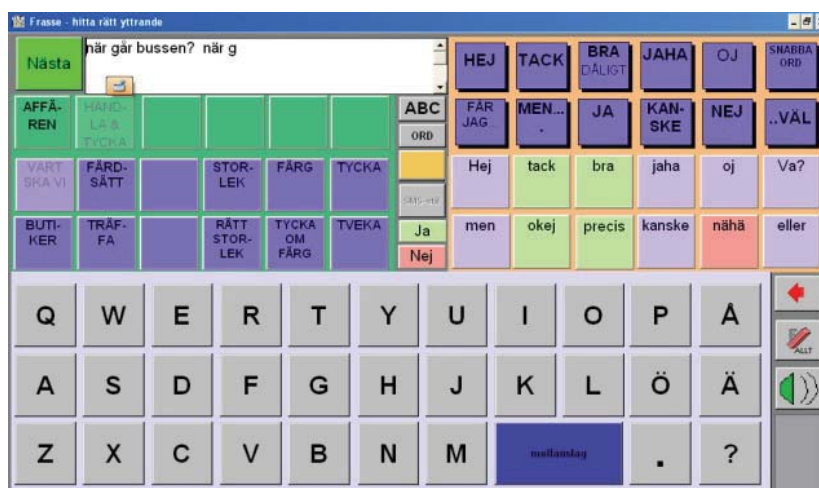 Frasse - hitta rätt yttrande
Nästa
när går bussen? när g
HEJ
TACK
BRA
DÅLIGT
JAHA
OJ
SNABBA
ORD
AFFÄ-
REN
HAND-
LA &
TYCKA
ABC
ORD
FÅR
JAG...
MEN...
.
JA
KAN-
SKE
NEJ
..VÄL
VART
SKA VI
FÄRD-
SÄTT
STOR-
LEK
FÄRG
TYCKA
Hej
tack
bra
jaha
oj
Va?
BUTI-
KER
TRÄF-
FA
RÄTT
STOR-
LEK
TYCKA
OM
FÄRG
TVEKA
Ja
Nej
men
okej
precis
kanske
nähä
eller
Q W E R T Y U I O P Å
A S D F G H J K L Ö Ä
ALLT
Z X C V B N M mellanslag . ?